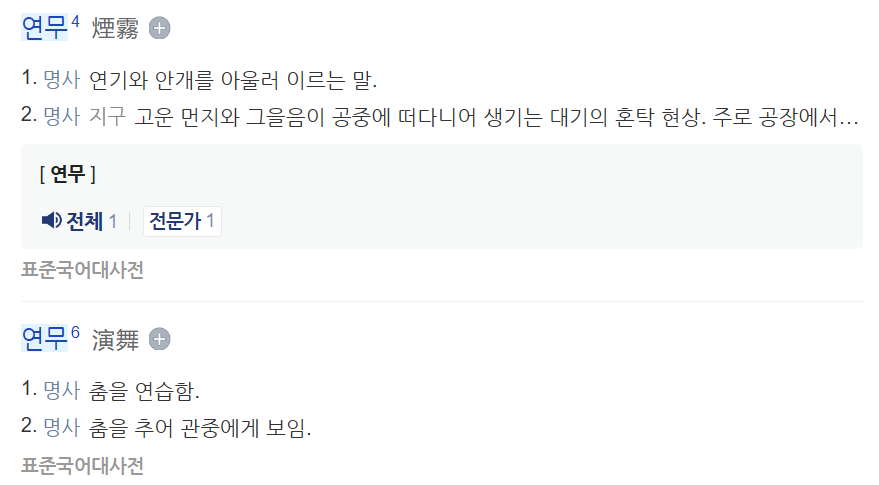 연무4 煙霧
1. 명사 연기와 안개를 아울러 이르는 말.
2. 명사 지구 고운 먼지와 그을음이 공중에 떠다니어 생기는 대기의 혼탁 현상. 주로 공장에서...
[ 연무 ]
전체 1 전문가 1
표준국어대사전
연무6 演舞
1. 명사 춤을 연습함.
2. 명사 춤을 추어 관중에게 보임.
표준국어대사전